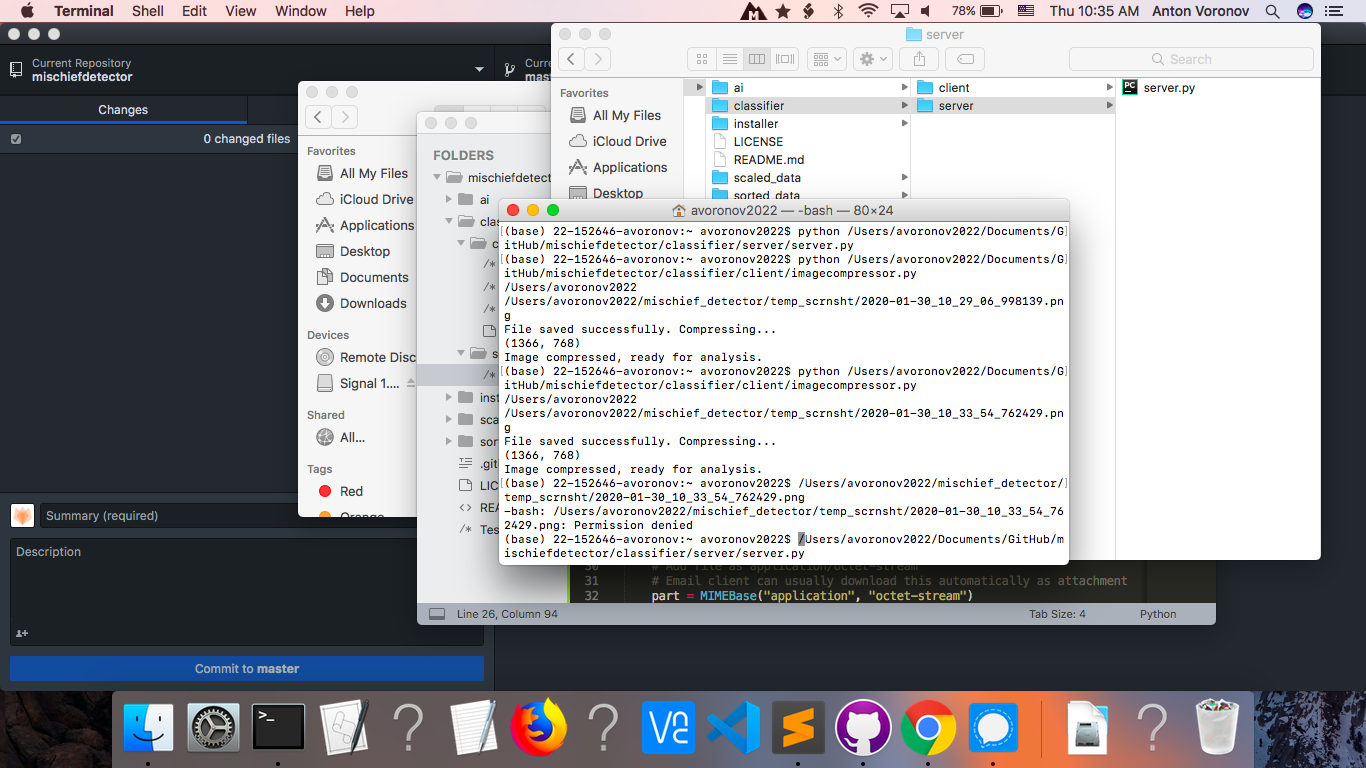 Terminal Shell Edit View Window Help 78% Thu 10:35 AM Anton Voronov
Current Repository
mischiefdetector
Changes
0 changed files
Summary (required)
Description
Commit to master
Favorites
All My Files
iCloud Drive
Applications
Desktop
Documents
Downloads
Devices
Remote Disc
Signal 1....
Shared
All...
Tags
Red
FOLDERS
mischiefdetect
ai
clas
c
/*
/*
/*
s
/*
inst
sca
sor
.giti
LIC
REA
/* Tes
server
Search
Favorites
All My Files
iCloud Drive
Applications
Desktop
ai
classifier
installer
LICENSE
README.md
scaled_data
sorted_data
client
server
server.py
avoronov2022 — -bash — 80×24
[(base) 22-152646-avoronov:~ avoronov2022$ python /Users/avoronov2022/Documents/G]
itHub/mischiefdetector/classifier/server/server.py
[(base) 22-152646-avoronov:~ avoronov2022$ python /Users/avoronov2022/Documents/G]
itHub/mischiefdetector/classifier/client/imagecompressor.py
/Users/avoronov2022
/Users/avoronov2022/mischief_detector/temp_scrnsht/2020-01-30_10_29_06_998139.pn
g
File saved successfully. Compressing...
(1366, 768)
Image compressed, ready for analysis.
[(base) 22-152646-avoronov:~ avoronov2022$ python /Users/avoronov2022/Documents/G]
itHub/mischiefdetector/classifier/client/imagecompressor.py
/Users/avoronov2022
/Users/avoronov2022/mischief_detector/temp_scrnsht/2020-01-30_10_33_54_762429.pn
g
File saved successfully. Compressing...
(1366, 768)
Image compressed, ready for analysis.
[(base) 22-152646-avoronov:~ avoronov2022$ /Users/avoronov2022/mischief_detector/]
temp_scrnsht/2020-01-30_10_33_54_762429.png
-bash: /Users/avoronov2022/mischief_detector/temp_scrnsht/2020-01-30_10_33_54_76
2429.png: Permission denied
(base) 22-152646-avoronov:~ avoronov2022$ /Users/avoronov2022/Documents/GitHub/m
ischiefdetector/classifier/server/server.py
30 # Add file as application/octet-stream
31 # Email client can usually download this automatically as attachment
32 part = MIMEBase("application", "octet-stream")
Line 26, Column 94
Tab Size: 4
Python